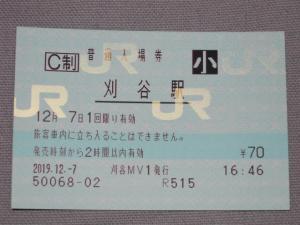 C制 普通入場券 小
刈谷駅
12月 7日1回限り有効
旅客車内に立ち入ることはできません。
発売時刻から2時間以内有効 ¥70
2019.12.-7 刈谷MV1発行 16:46
50068-02 R515